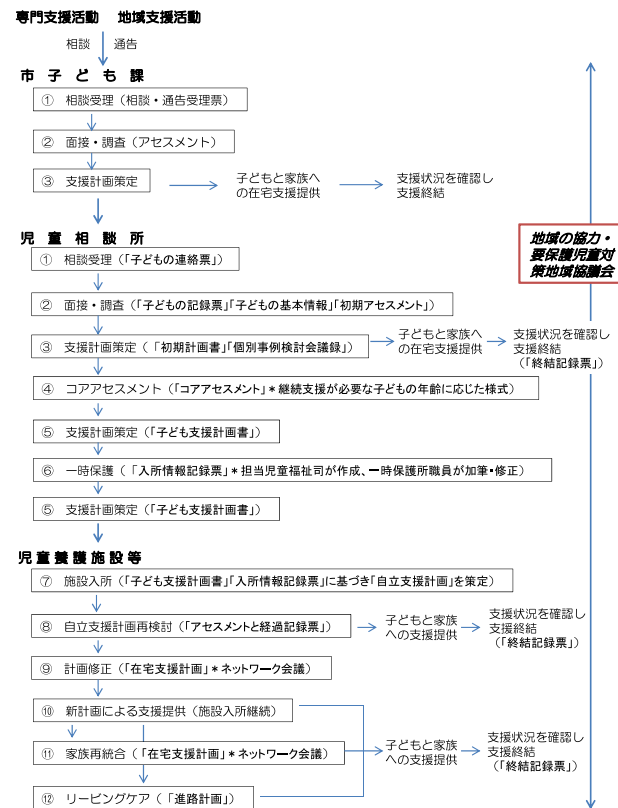 専門支援活動　地域支援活動
相談　通告
市子ども課
① 相談受理（相談・通告受理票）
② 面接・調査（アセスメント）
③ 支援計画策定
子どもと家族へ
の在宅支援提供
支援状況を確認し
支援終結
児童相談所
① 相談受理（「子どもの連絡票」）
② 面接・調査（「子どもの記録票」「子どもの基本情報」「初期アセスメント」）
③ 支援計画策定（「初期計画書」「個別事例検討会議録」）
子どもと家族へ
の在宅支援提供
支援状況を確認し
支援終結
（「終結記録票」）
④ コアアセスメント（「コアアセスメント」＊継続支援が必要な子どもの年齢に応じた様式）
⑤ 支援計画策定（「子ども支援計画書」）
⑥ 一時保護（「入所情報記録票」＊担当児童福祉司が作成、一時保護所職員が加筆・修正）
⑤ 支援計画策定（「子ども支援計画書」）
児童養護施設等
⑦ 施設入所（「子ども支援計画書」「入所情報記録票」に基づき「自立支援計画」を策定）
⑧ 自立支援計画再検討（「アセスメントと経過記録票」）
子どもと家族
への支援提供
支援状況を確認し
支援終結
（「終結記録票」）
⑨ 計画修正（「在宅支援計画」＊ネットワーク会議）
⑩ 新計画による支援提供（施設入所継続）
⑪ 家族再統合（「在宅支援計画」＊ネットワーク会議）
子どもと家族
への支援提供
支援状況を確認し
支援終結
（「終結記録票」）
⑫ リービングケア（「進路計画」）
地域の協力・
要保護児童対
策地域協議会